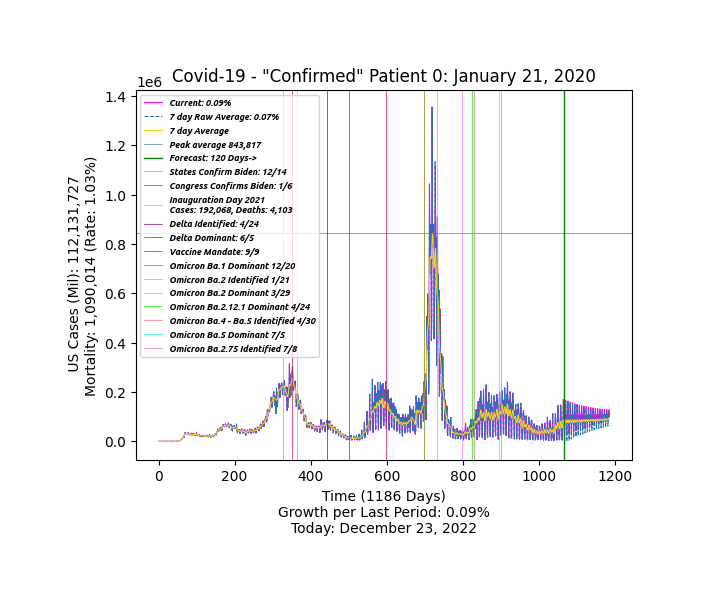 Covid-19 - "Confirmed" Patient 0: January 21, 2020
1e6
1.4
1.2
1.0
0.8
0.6
0.4
0.2
0.0
US Cases (Mil): 112,131,727
Mortality: 1,090,014 (Rate: 1.03%)
Current: 0.09%
7 day Raw Average: 0.07%
7 day Average
Peak average 843,817
Forecast: 120 Days->
States Confirm Biden: 12/14
Congress Confirms Biden: 1/6
Inauguration Day 2021
Cases: 192,068, Deaths: 4,103
Delta Identified: 4/24
Delta Dominant: 6/5
Vaccine Mandate: 9/9
Omicron Ba.1 Dominant 12/20
Omicron Ba.2 Identified 1/21
Omicron Ba.2 Dominant 3/29
Omicron Ba.2.12.1 Dominant 4/24
Omicron Ba.4 - Ba.5 Identified 4/30
Omicron Ba.5 Dominant 7/5
Omicron Ba.2.75 Identified 7/8
0 200 400 600 800 1000 1200
Time (1186 Days)
Growth per Last Period: 0.09%
Today: December 23, 2022